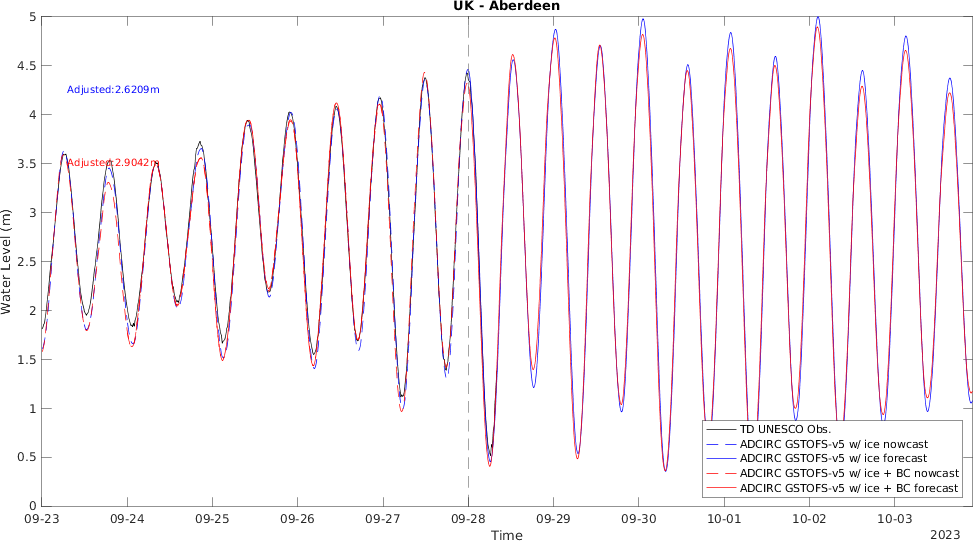 UK - Aberdeen
5
4.5
Adjusted:2.6209m
4
3.5
Adjusted:2.9042m
3
2.5
2
1.5
1
0.5
0
Water Level (m)
TD UNESCO Obs.
ADCIRC GSTOFS-v5 w/ ice nowcast
ADCIRC GSTOFS-v5 w/ ice forecast
ADCIRC GSTOFS-v5 w/ ice + BC nowcast
ADCIRC GSTOFS-v5 w/ ice + BC forecast
09-23 09-24 09-25 09-26 09-27 09-28 09-29 09-30 10-01 10-02 10-03
Time
2023